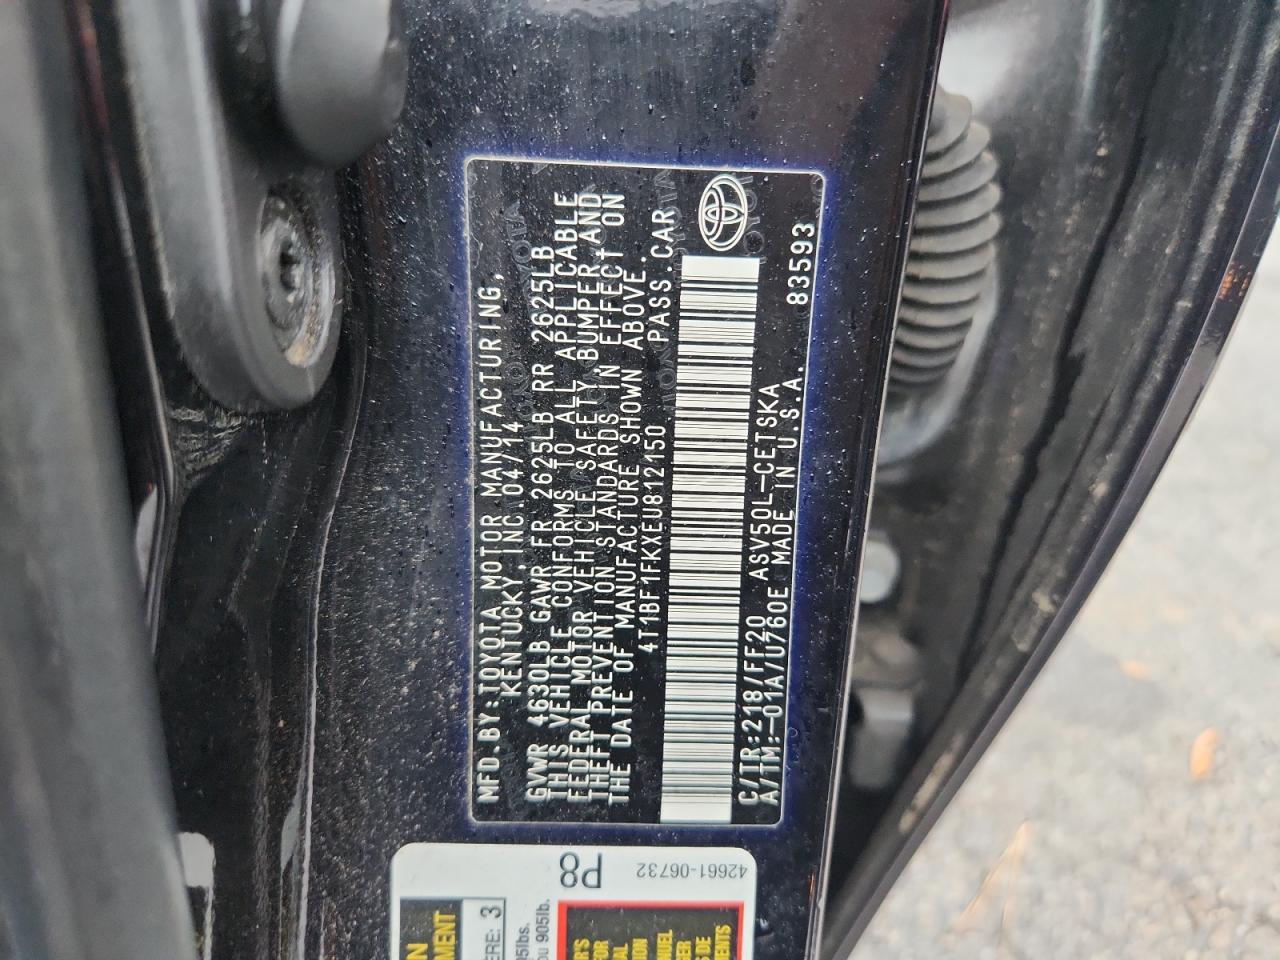 MFD.BY:TOYOTA MOTOR MANUFACTURING,
KENTUCKY,INC.04/14
GVWR 4630LB GAWR FR 2625LB RR 2625LB
THIS VEHICLE CONFORMS TO ALL APPLICABLE
FEDERAL MOTOR VEHICLE SAFETY,BUMPER,AND
THEFT PREVENTION STANDARDS IN EFFECT ON
THE DATE OF MANUFACTURE SHOWN ABOVE.
4T1BF1FKXEU812150 PASS.CAR
C/TR:218/FF20 ASV50L-CETSKA
A/TM:-01A/U760E MADE IN U.S.A. 83593
P8
42661-06732
3
905lb.